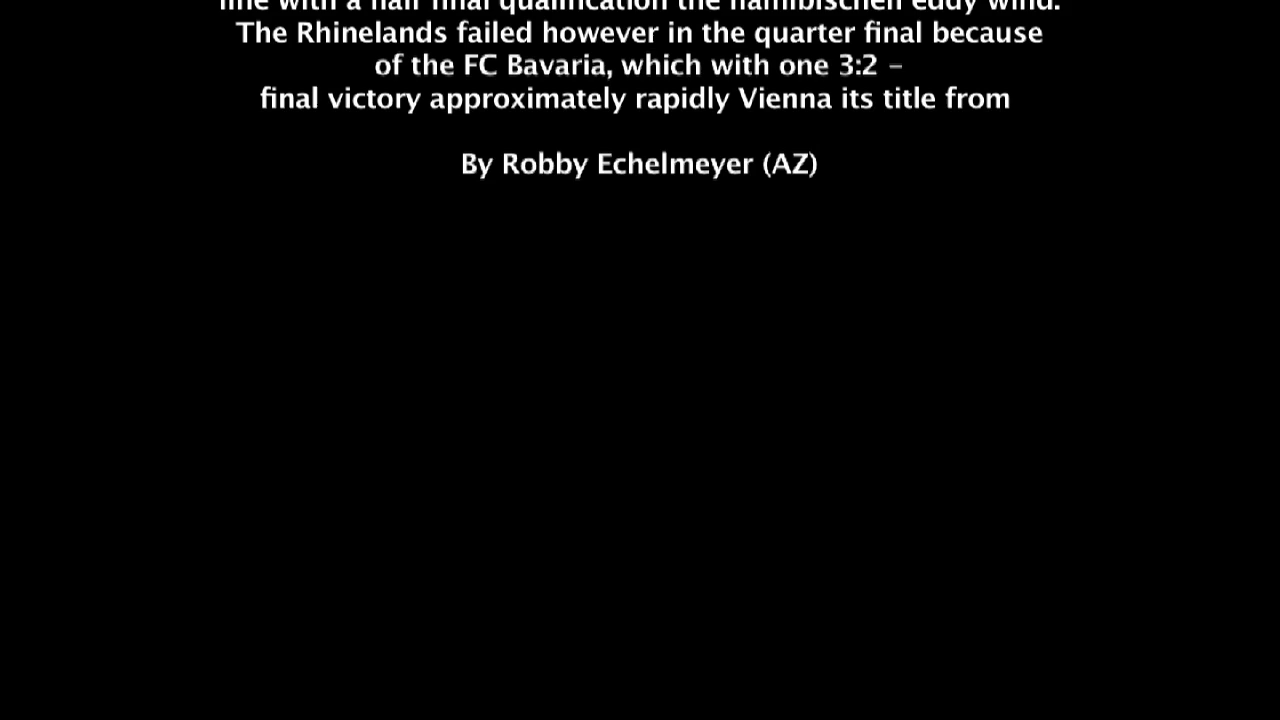 line with a half final qualification the namibischen eddy wind.
The Rhinelands failed however in the quarter final because
of the FC Bavaria, which with one 3:2 –
final victory approximately rapidly Vienna its title from
By Robby Echelmeyer (AZ)